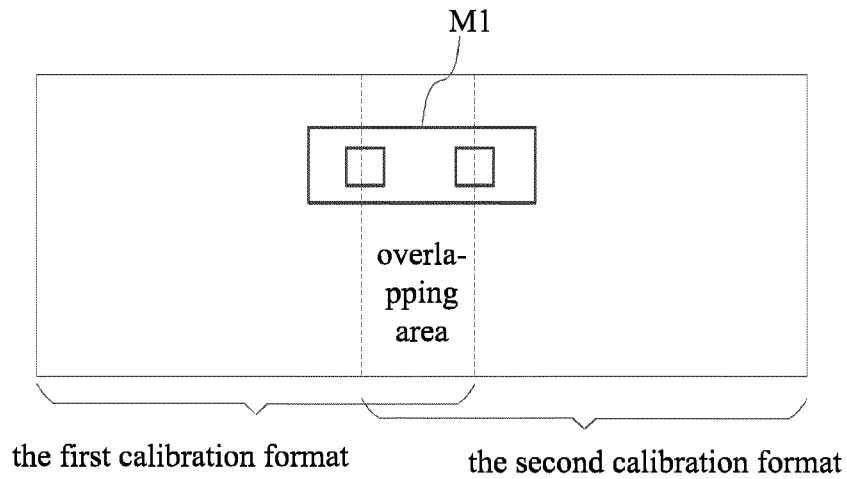 M1
overla-
pping
area
the first calibration format
the second calibration format